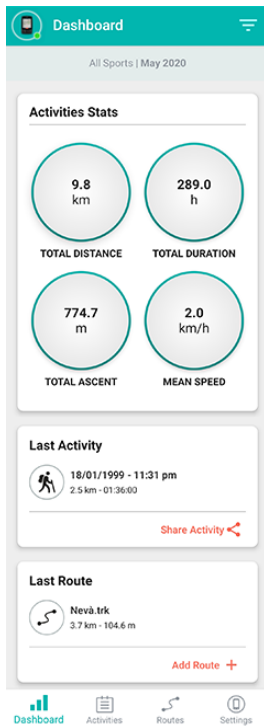 Dashboard
All Sports | May 2020
Activities Stats
9.8
km
289.0
h
TOTAL DISTANCE
TOTAL DURATION
774.7
m
2.0
km/h
TOTAL ASCENT
MEAN SPEED
Last Activity
18/01/1999 - 11:31 pm
2.5 km - 01:36:00
Share Activity
Last Route
Nevà.trk
3.7 km - 104.6 m
Add Route +
Dashboard
Activities
Routes
Settings